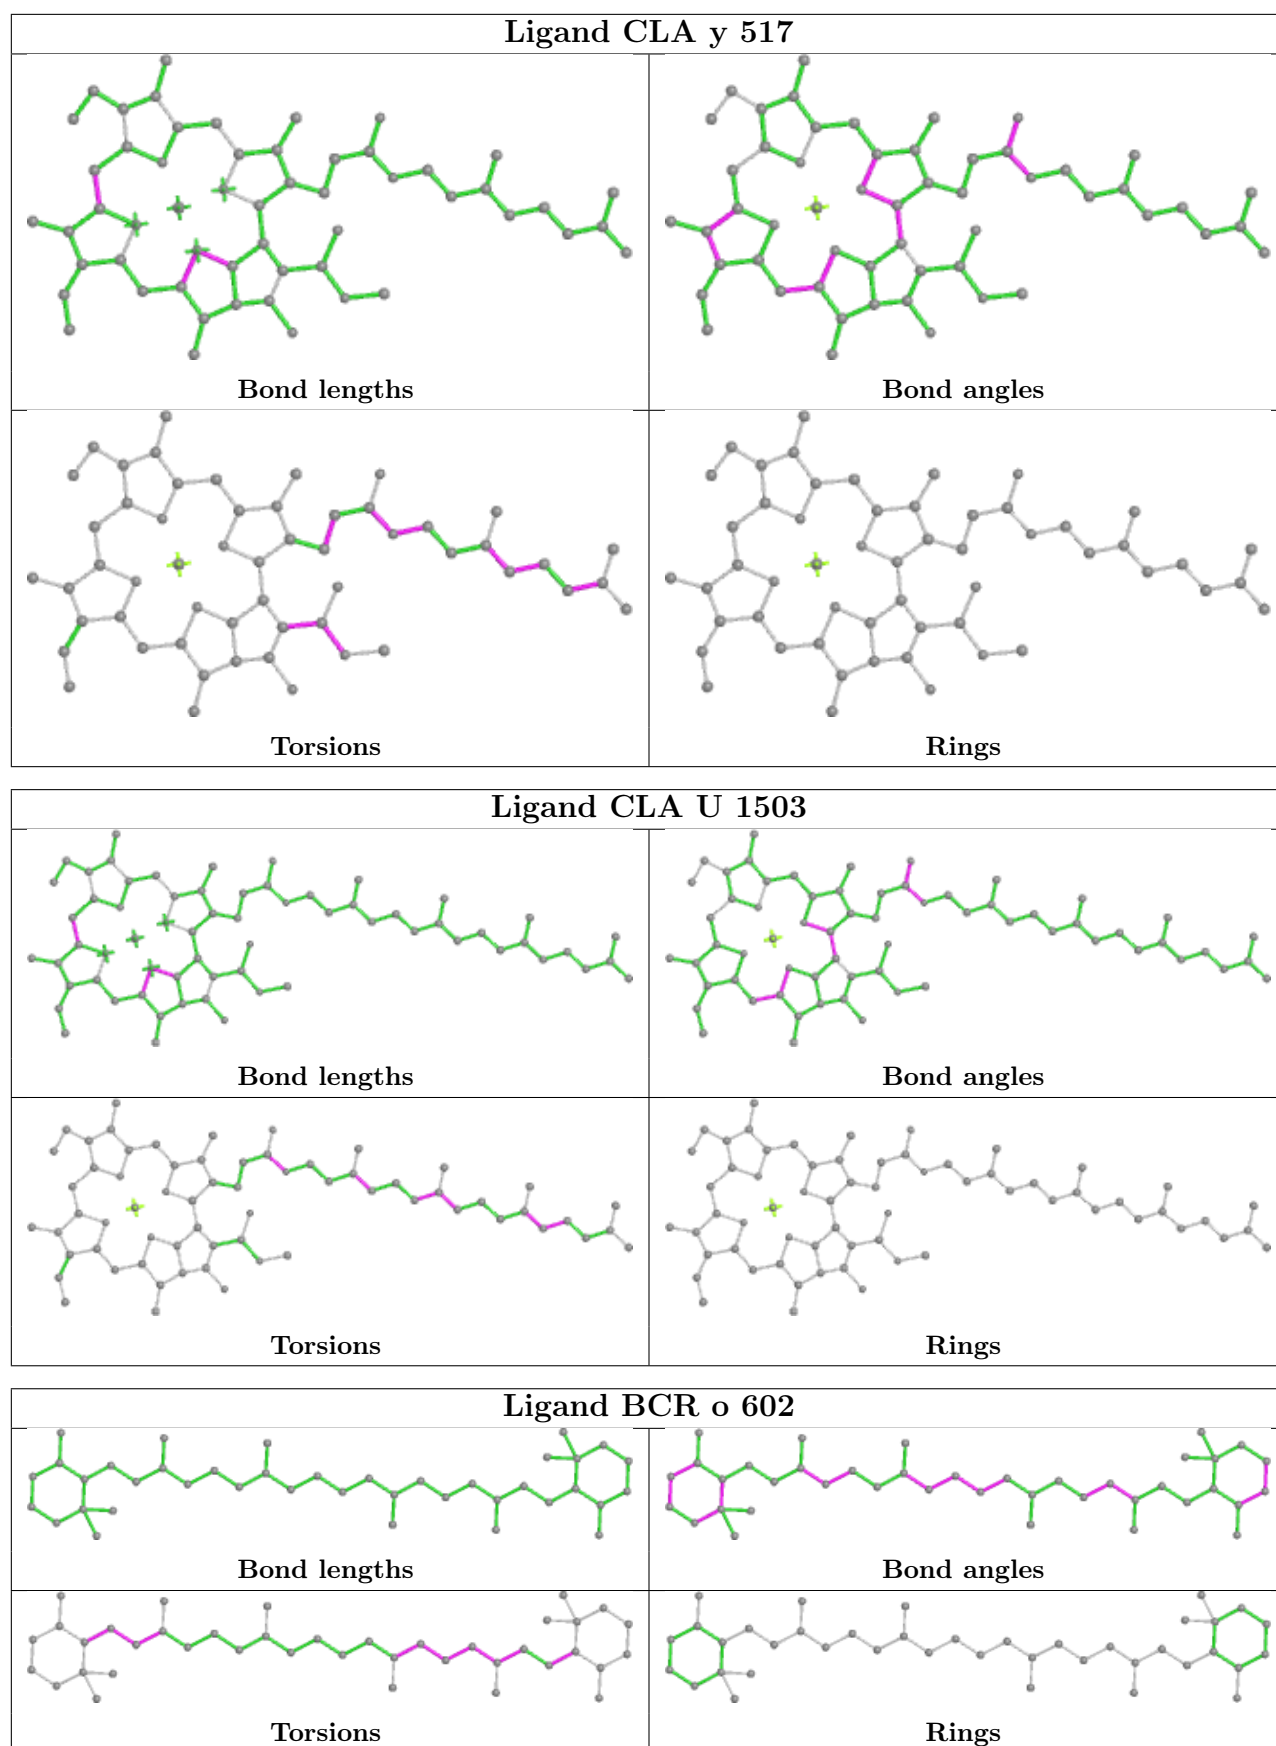 Ligand CLA y 517
Bond lengths
Bond angles
Torsions
Rings
Ligand CLA U 1503
Bond lengths
Bond angles
Torsions
Rings
Ligand BCR o 602
Bond lengths
Bond angles
Torsions
Rings